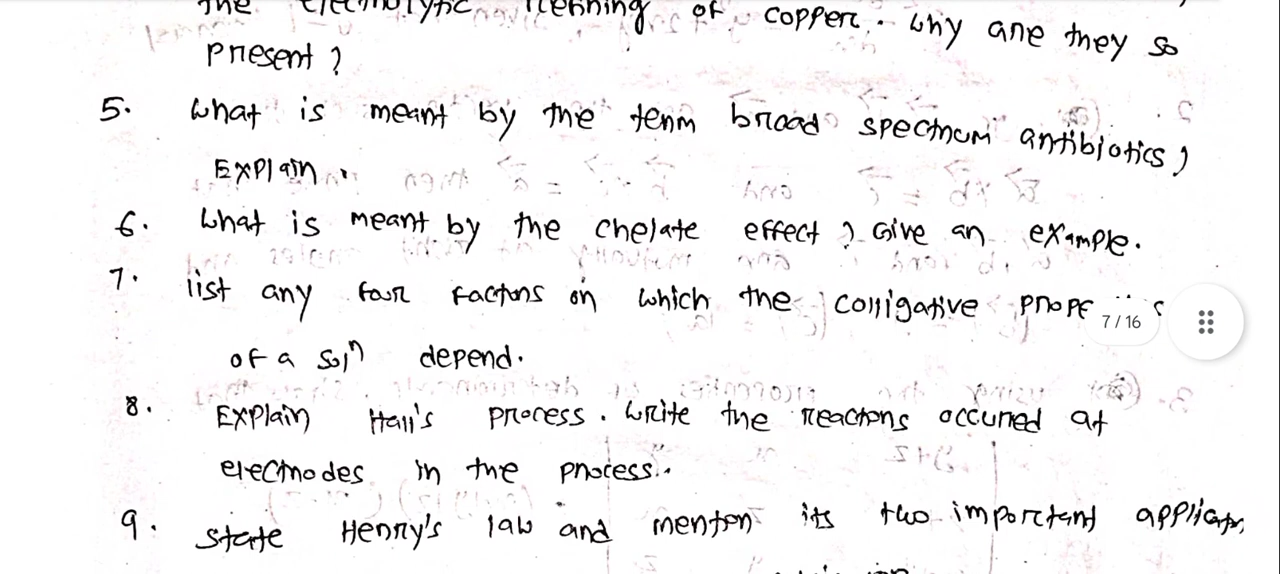 the electrolytic refining of copper. Why are they so
present?
5. What is meant by the term broad spectrum antibiotics?
Explain.
6. What is meant by the chelate effect? Give an example.
7. list any four factors on which the colligative
7/16
of a solⁿ depend.
8. Explain Hall's process. Write the reactons occured at
electrodes in the process.
9. state Henry's law and menton its two important